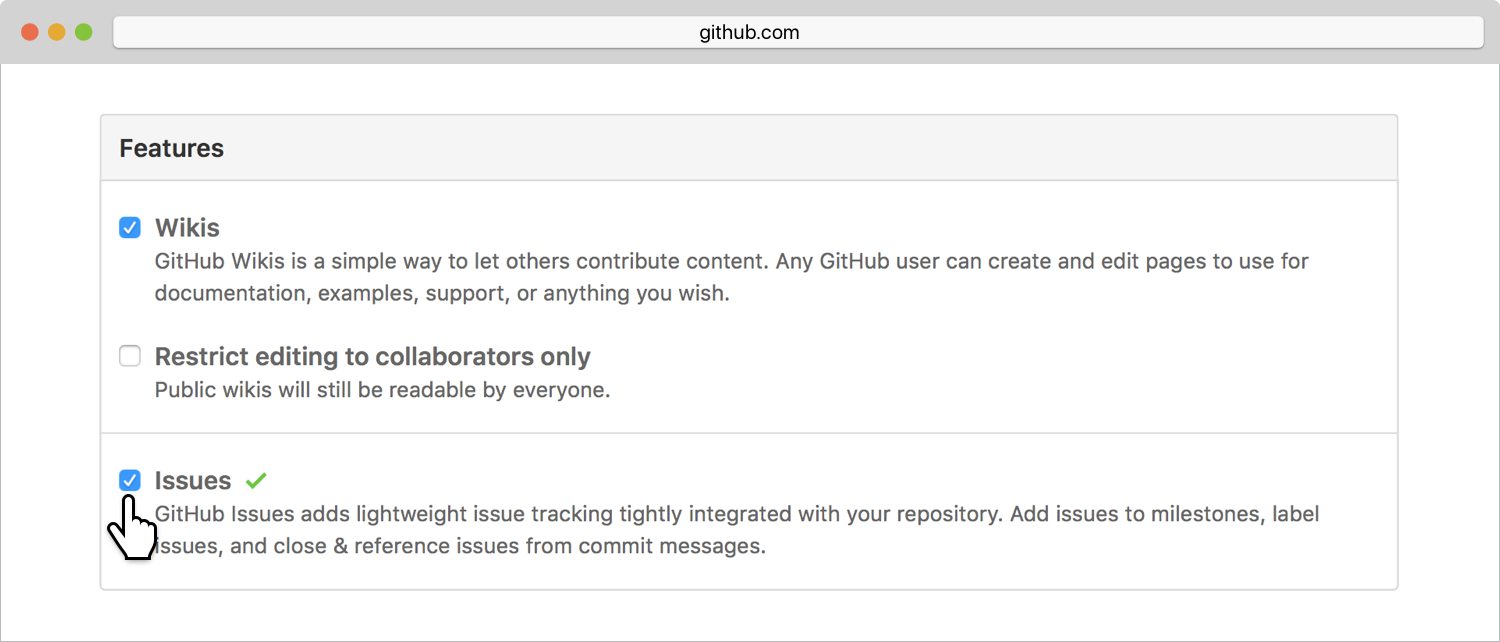 github.com
Features
Wikis
GitHub Wikis is a simple way to let others contribute content. Any GitHub user can create and edit pages to use for
documentation, examples, support, or anything you wish.
Restrict editing to collaborators only
Public wikis will still be readable by everyone.
Issues
GitHub Issues adds lightweight issue tracking tightly integrated with your repository. Add issues to milestones, label
issues, and close & reference issues from commit messages.